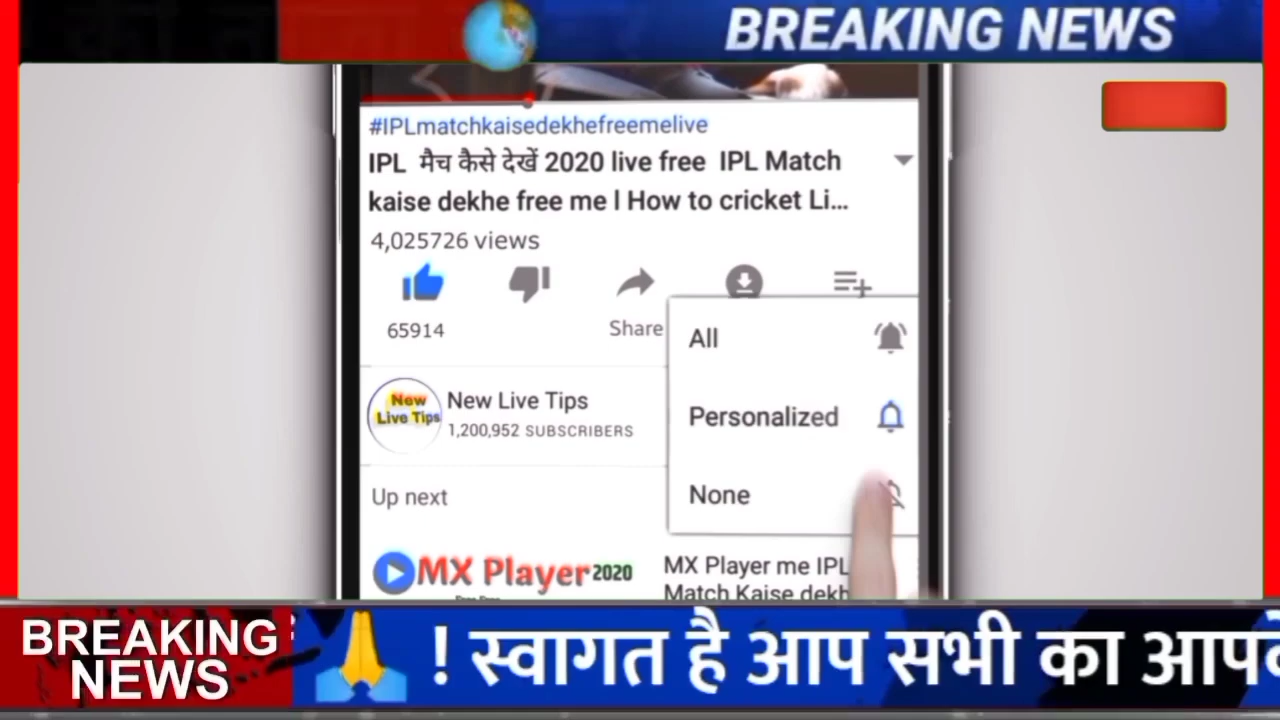 BREAKING NEWS
#IPLmatchkaisedekhefreemelive
IPL मैच कैसे देखें 2020 live free IPL Match
kaise dekhe free me l How to cricket Li...
4,025726 views
65914
Share
All
Personalized
None
New
Live Tips
New Live Tips
1,200,952 SUBSCRIBERS
Up next
MX Player 2020
MX Player me IPL
Match Kaise dekh
BREAKING
NEWS
! स्वागत है आप सभी का